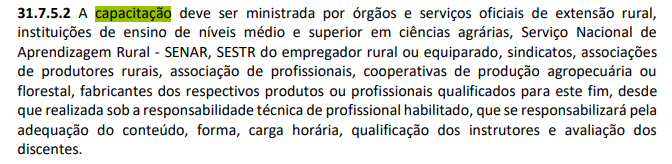 31.7.5.2 A capacitação deve ser ministrada por órgãos e serviços oficiais de extensão rural,
instituições de ensino de níveis médio e superior em ciências agrárias, Serviço Nacional de
Aprendizagem Rural - SENAR, SESTR do empregador rural ou equiparado, sindicatos, associações
de produtores rurais, associação de profissionais, cooperativas de produção agropecuária ou
florestal, fabricantes dos respectivos produtos ou profissionais qualificados para este fim, desde
que realizada sob a responsabilidade técnica de profissional habilitado, que se responsabilizará pela
adequação do conteúdo, forma, carga horária, qualificação dos instrutores e avaliação dos
discentes.